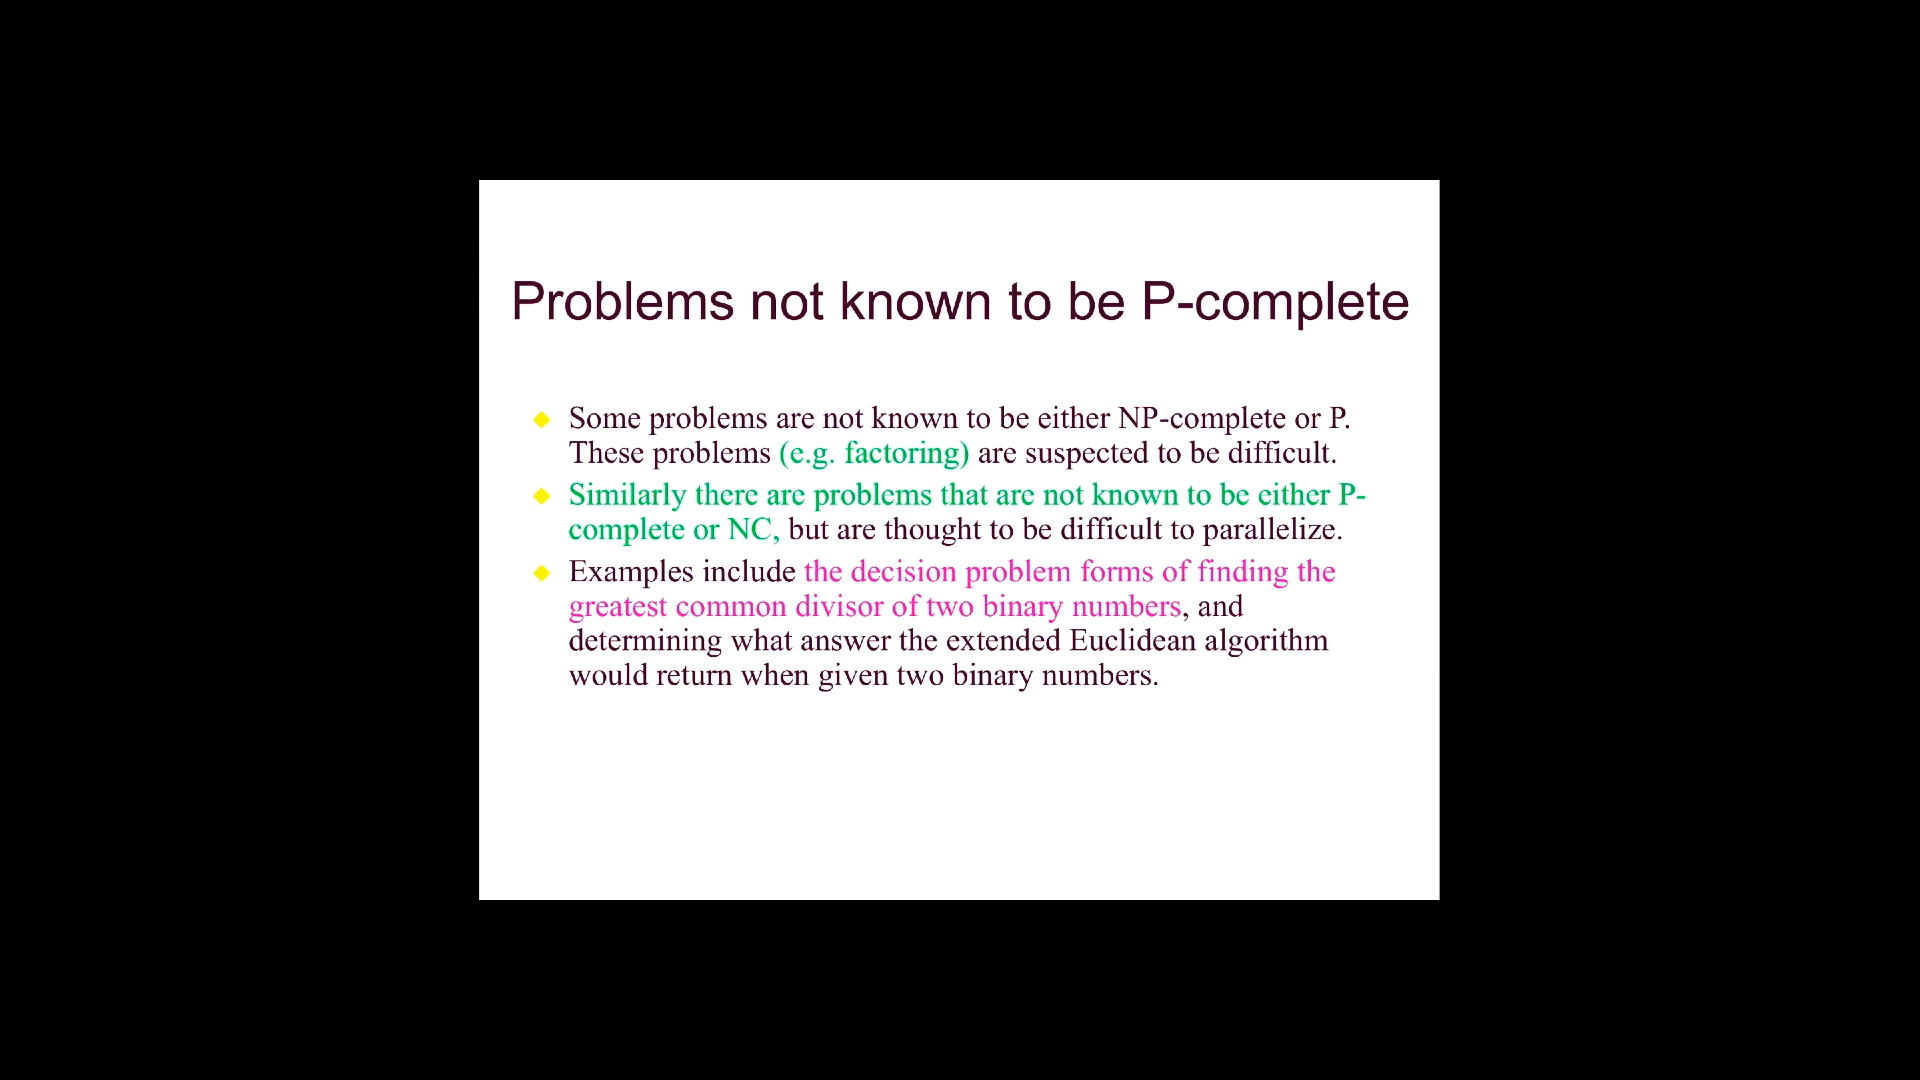 Problems not known to be P-complete
Some problems are not known to be either NP-complete or P.
These problems (e.g. factoring) are suspected to be difficult.
Similarly there are problems that are not known to be either P-
complete or NC, but are thought to be difficult to parallelize.
Examples include the decision problem forms of finding the
greatest common divisor of two binary numbers, and
determining what answer the extended Euclidean algorithm
would return when given two binary numbers.